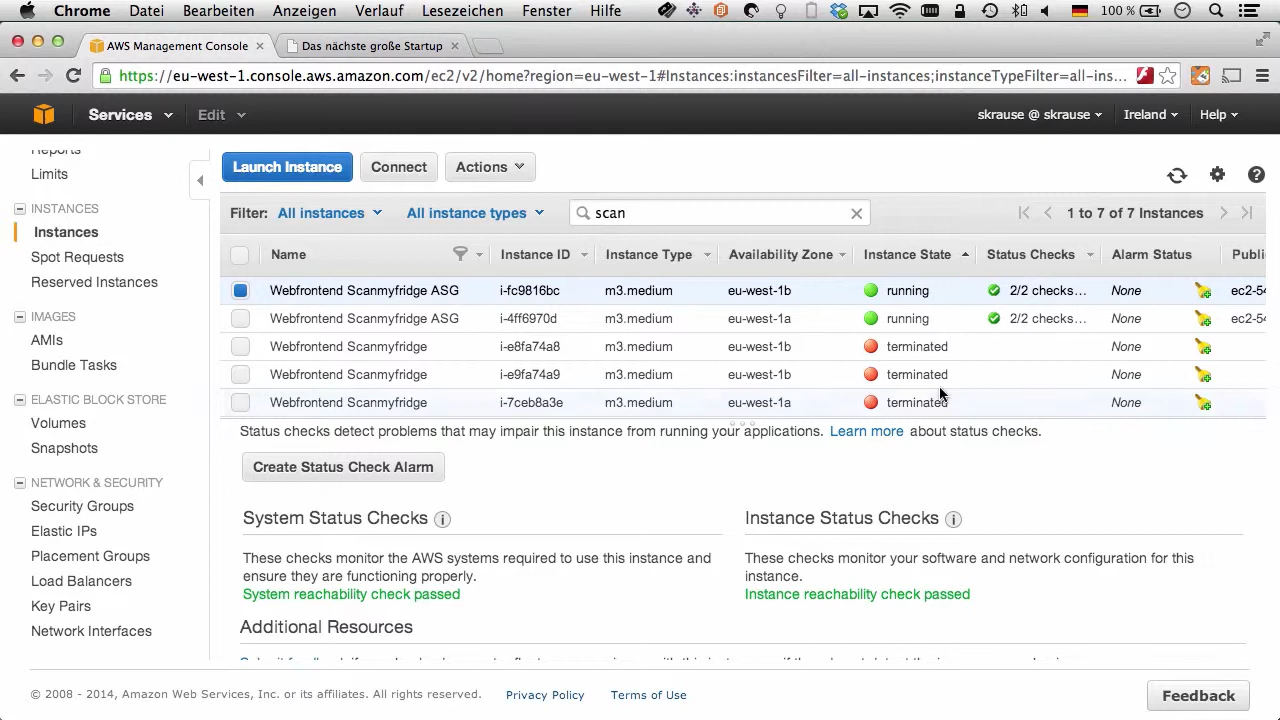 Chrome Datei Bearbeiten Anzeigen Verlauf Lesezeichen Fenster Hilfe 100 %
AWS Management Console Das nächste große Startup
https://eu-west-1.console.aws.amazon.com/ec2/v2/home?region=eu-west-1#Instances:instancesFilter=all-instances;instanceTypeFilter=all-ins...
Services Edit skrause @ skrause Ireland Help
Reports
Limits
INSTANCES
Instances
Spot Requests
Reserved Instances
IMAGES
AMIs
Bundle Tasks
ELASTIC BLOCK STORE
Volumes
Snapshots
NETWORK & SECURITY
Security Groups
Elastic IPs
Placement Groups
Load Balancers
Key Pairs
Network Interfaces
Launch Instance Connect Actions
Filter: All instances All instance types scan 1 to 7 of 7 Instances
Name Instance ID Instance Type Availability Zone Instance State Status Checks Alarm Status Publi
Webfrontend Scanmyfridge ASG i-fc9816bc m3.medium eu-west-1b running 2/2 checks... None ec2-54
Webfrontend Scanmyfridge ASG i-4ff6970d m3.medium eu-west-1a running 2/2 checks... None ec2-54
Webfrontend Scanmyfridge i-e8fa74a8 m3.medium eu-west-1b terminated None
Webfrontend Scanmyfridge i-e9fa74a9 m3.medium eu-west-1b terminated None
Webfrontend Scanmyfridge i-7ceb8a3e m3.medium eu-west-1a terminated None
Status checks detect problems that may impair this instance from running your applications. Learn more about status checks.
Create Status Check Alarm
System Status Checks
These checks monitor the AWS systems required to use this instance and
ensure they are functioning properly.
System reachability check passed
Instance Status Checks
These checks monitor your software and network configuration for this
instance.
Instance reachability check passed
Additional Resources
© 2008 - 2014, Amazon Web Services, Inc. or its affiliates. All rights reserved. Privacy Policy Terms of Use Feedback